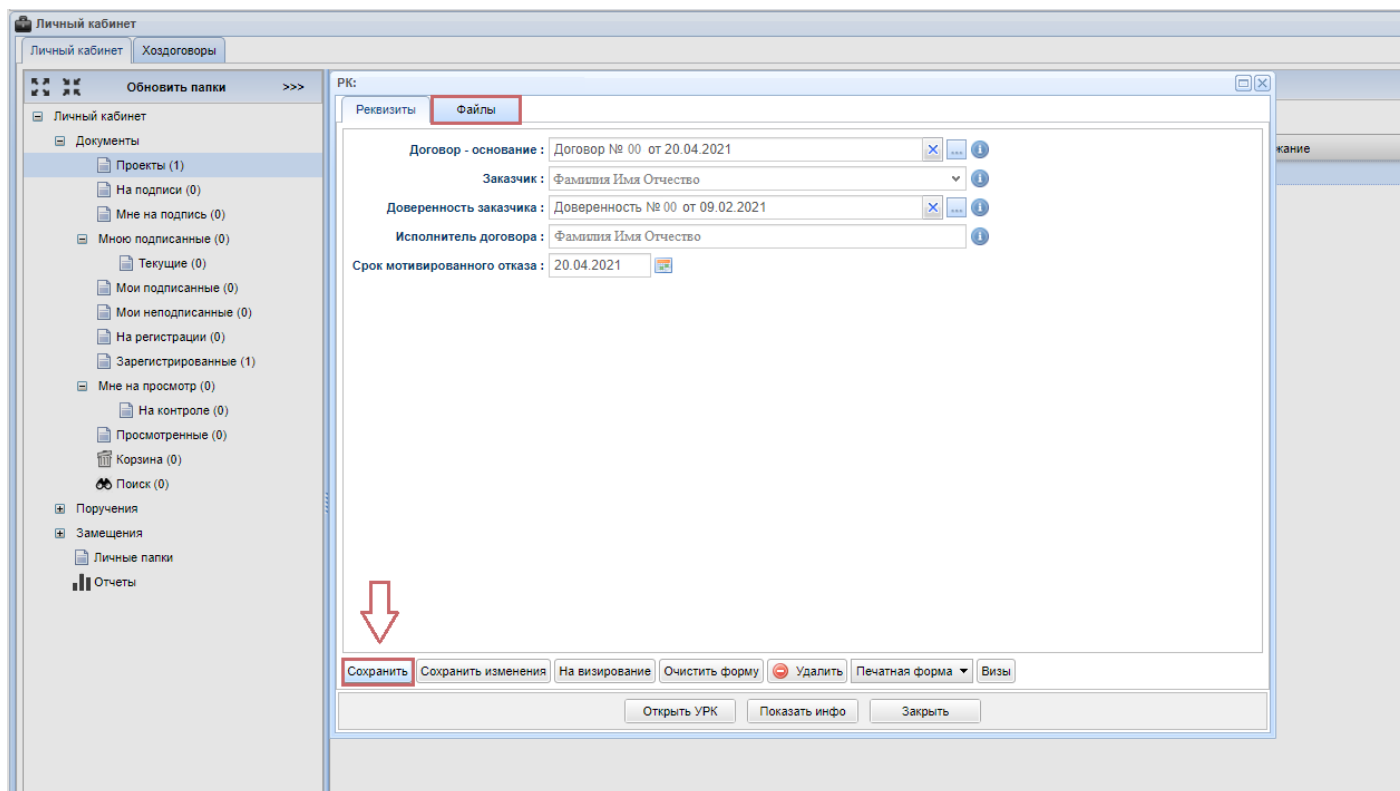 Личный кабинет
Личный кабинет
Хоздоговоры
Обновить папки >>>
Личный кабинет
Документы
Проекты (1)
На подписи (0)
Мне на подпись (0)
Мною подписанные (0)
Текущие (0)
Мои подписанные (0)
Мои неподписанные (0)
На регистрации (0)
Зарегистрированные (1)
Мне на просмотр (0)
На контроле (0)
Просмотренные (0)
Корзина (0)
Поиск (0)
Поручения
Замещения
Личные папки
Отчеты
РК:
Реквизиты
Файлы
Договор - основание : Договор № 00 от 20.04.2021
Заказчик : Фамилия Имя Отчество
Доверенность заказчика : Доверенность № 00 от 09.02.2021
Исполнитель договора : Фамилия Имя Отчество
Срок мотивированного отказа : 20.04.2021
жание
Сохранить Сохранить изменения На визирование Очистить форму Удалить Печатная форма Визы
Открыть УРК Показать инфо Закрыть